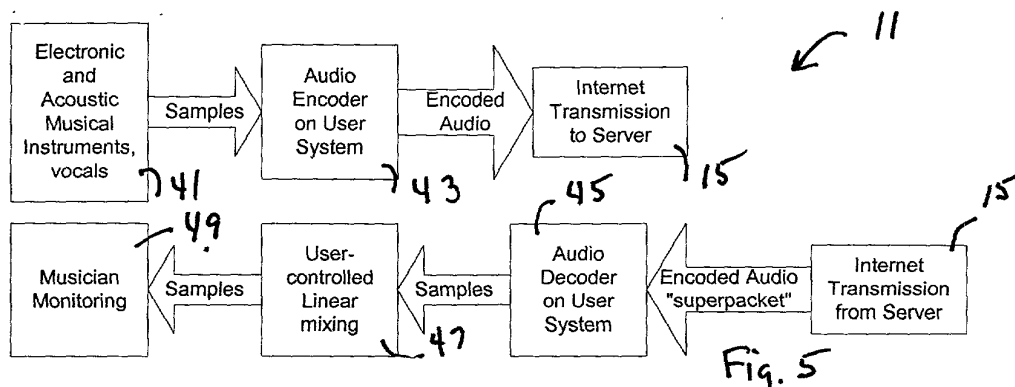 11
Electronic
and
Acoustic
Musical
Instruments,
vocals
41
Samples
Audio
Encoder
on User
System
43
Encoded
Audio
Internet
Transmission
to Server
15
Musician
Monitoring
49
Samples
User-
controlled
Linear
mixing
47
Samples
Audio
Decoder
on User
System
45
Encoded Audio
"superpacket"
Internet
Transmission
from Server
15
Fig. 5